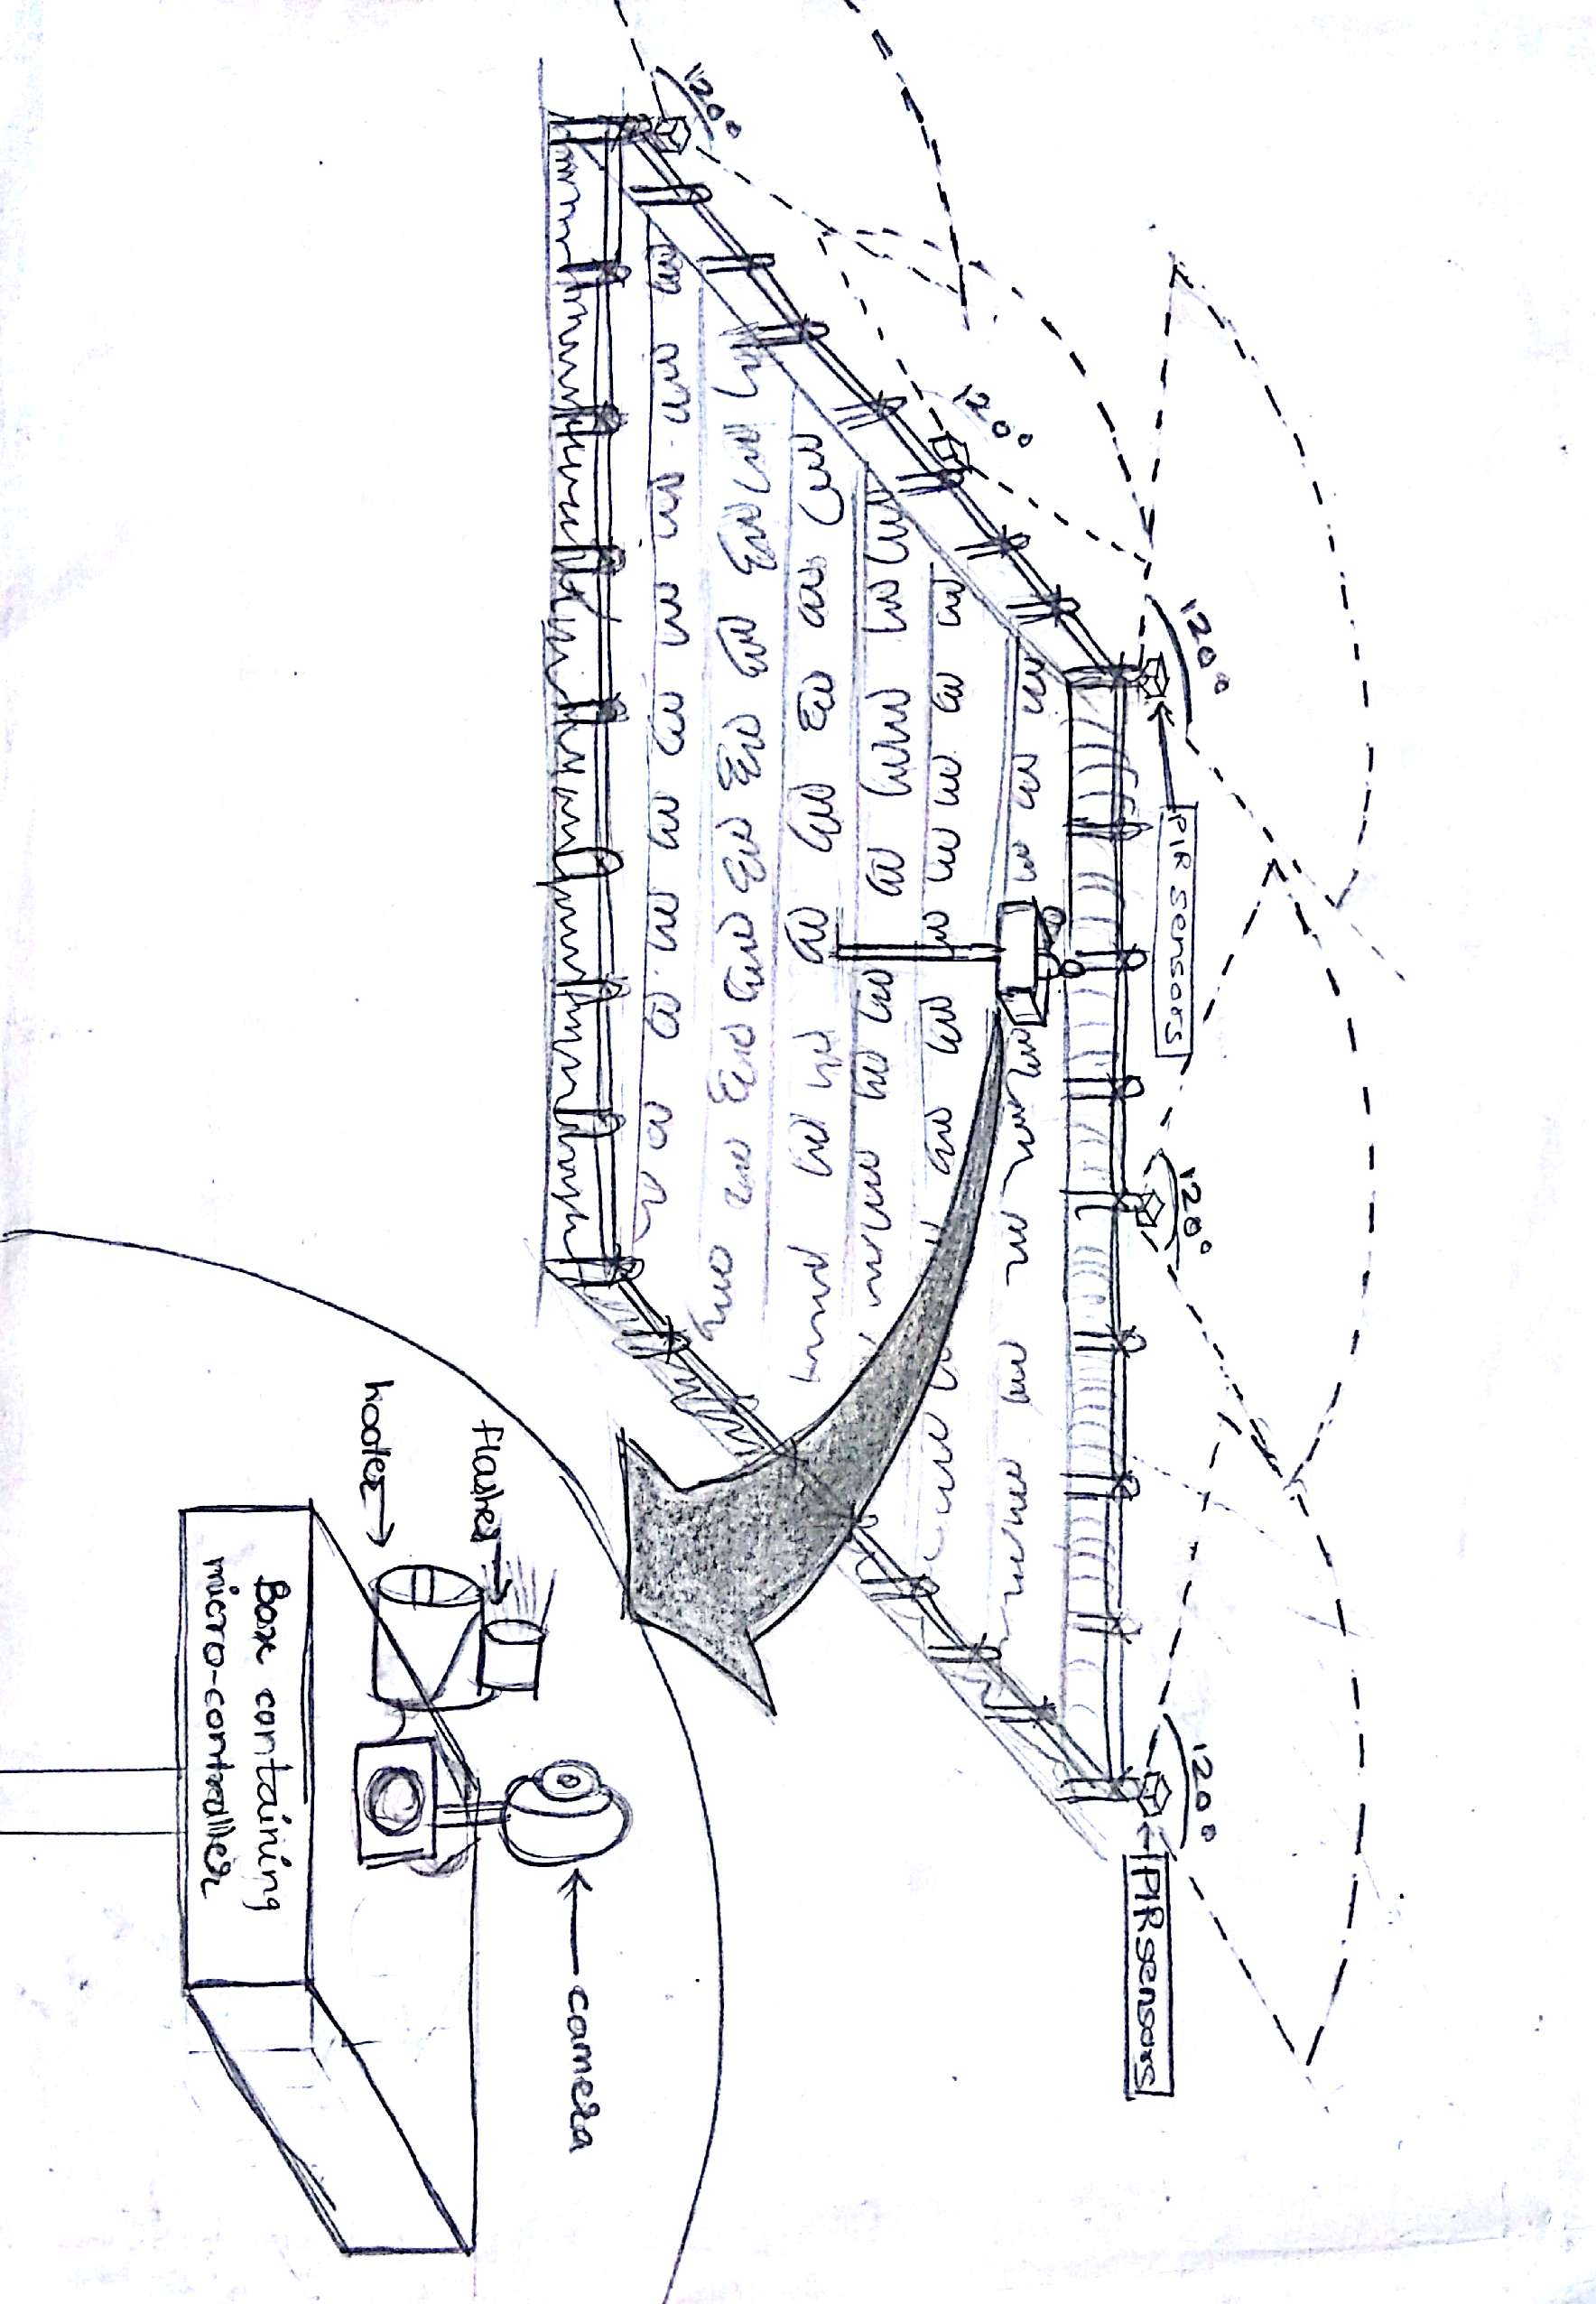 120°
120°
120°
PIR sensors
120°
120°
PIR sensors
flasher
hooter
camera
Box containing
micro-controller